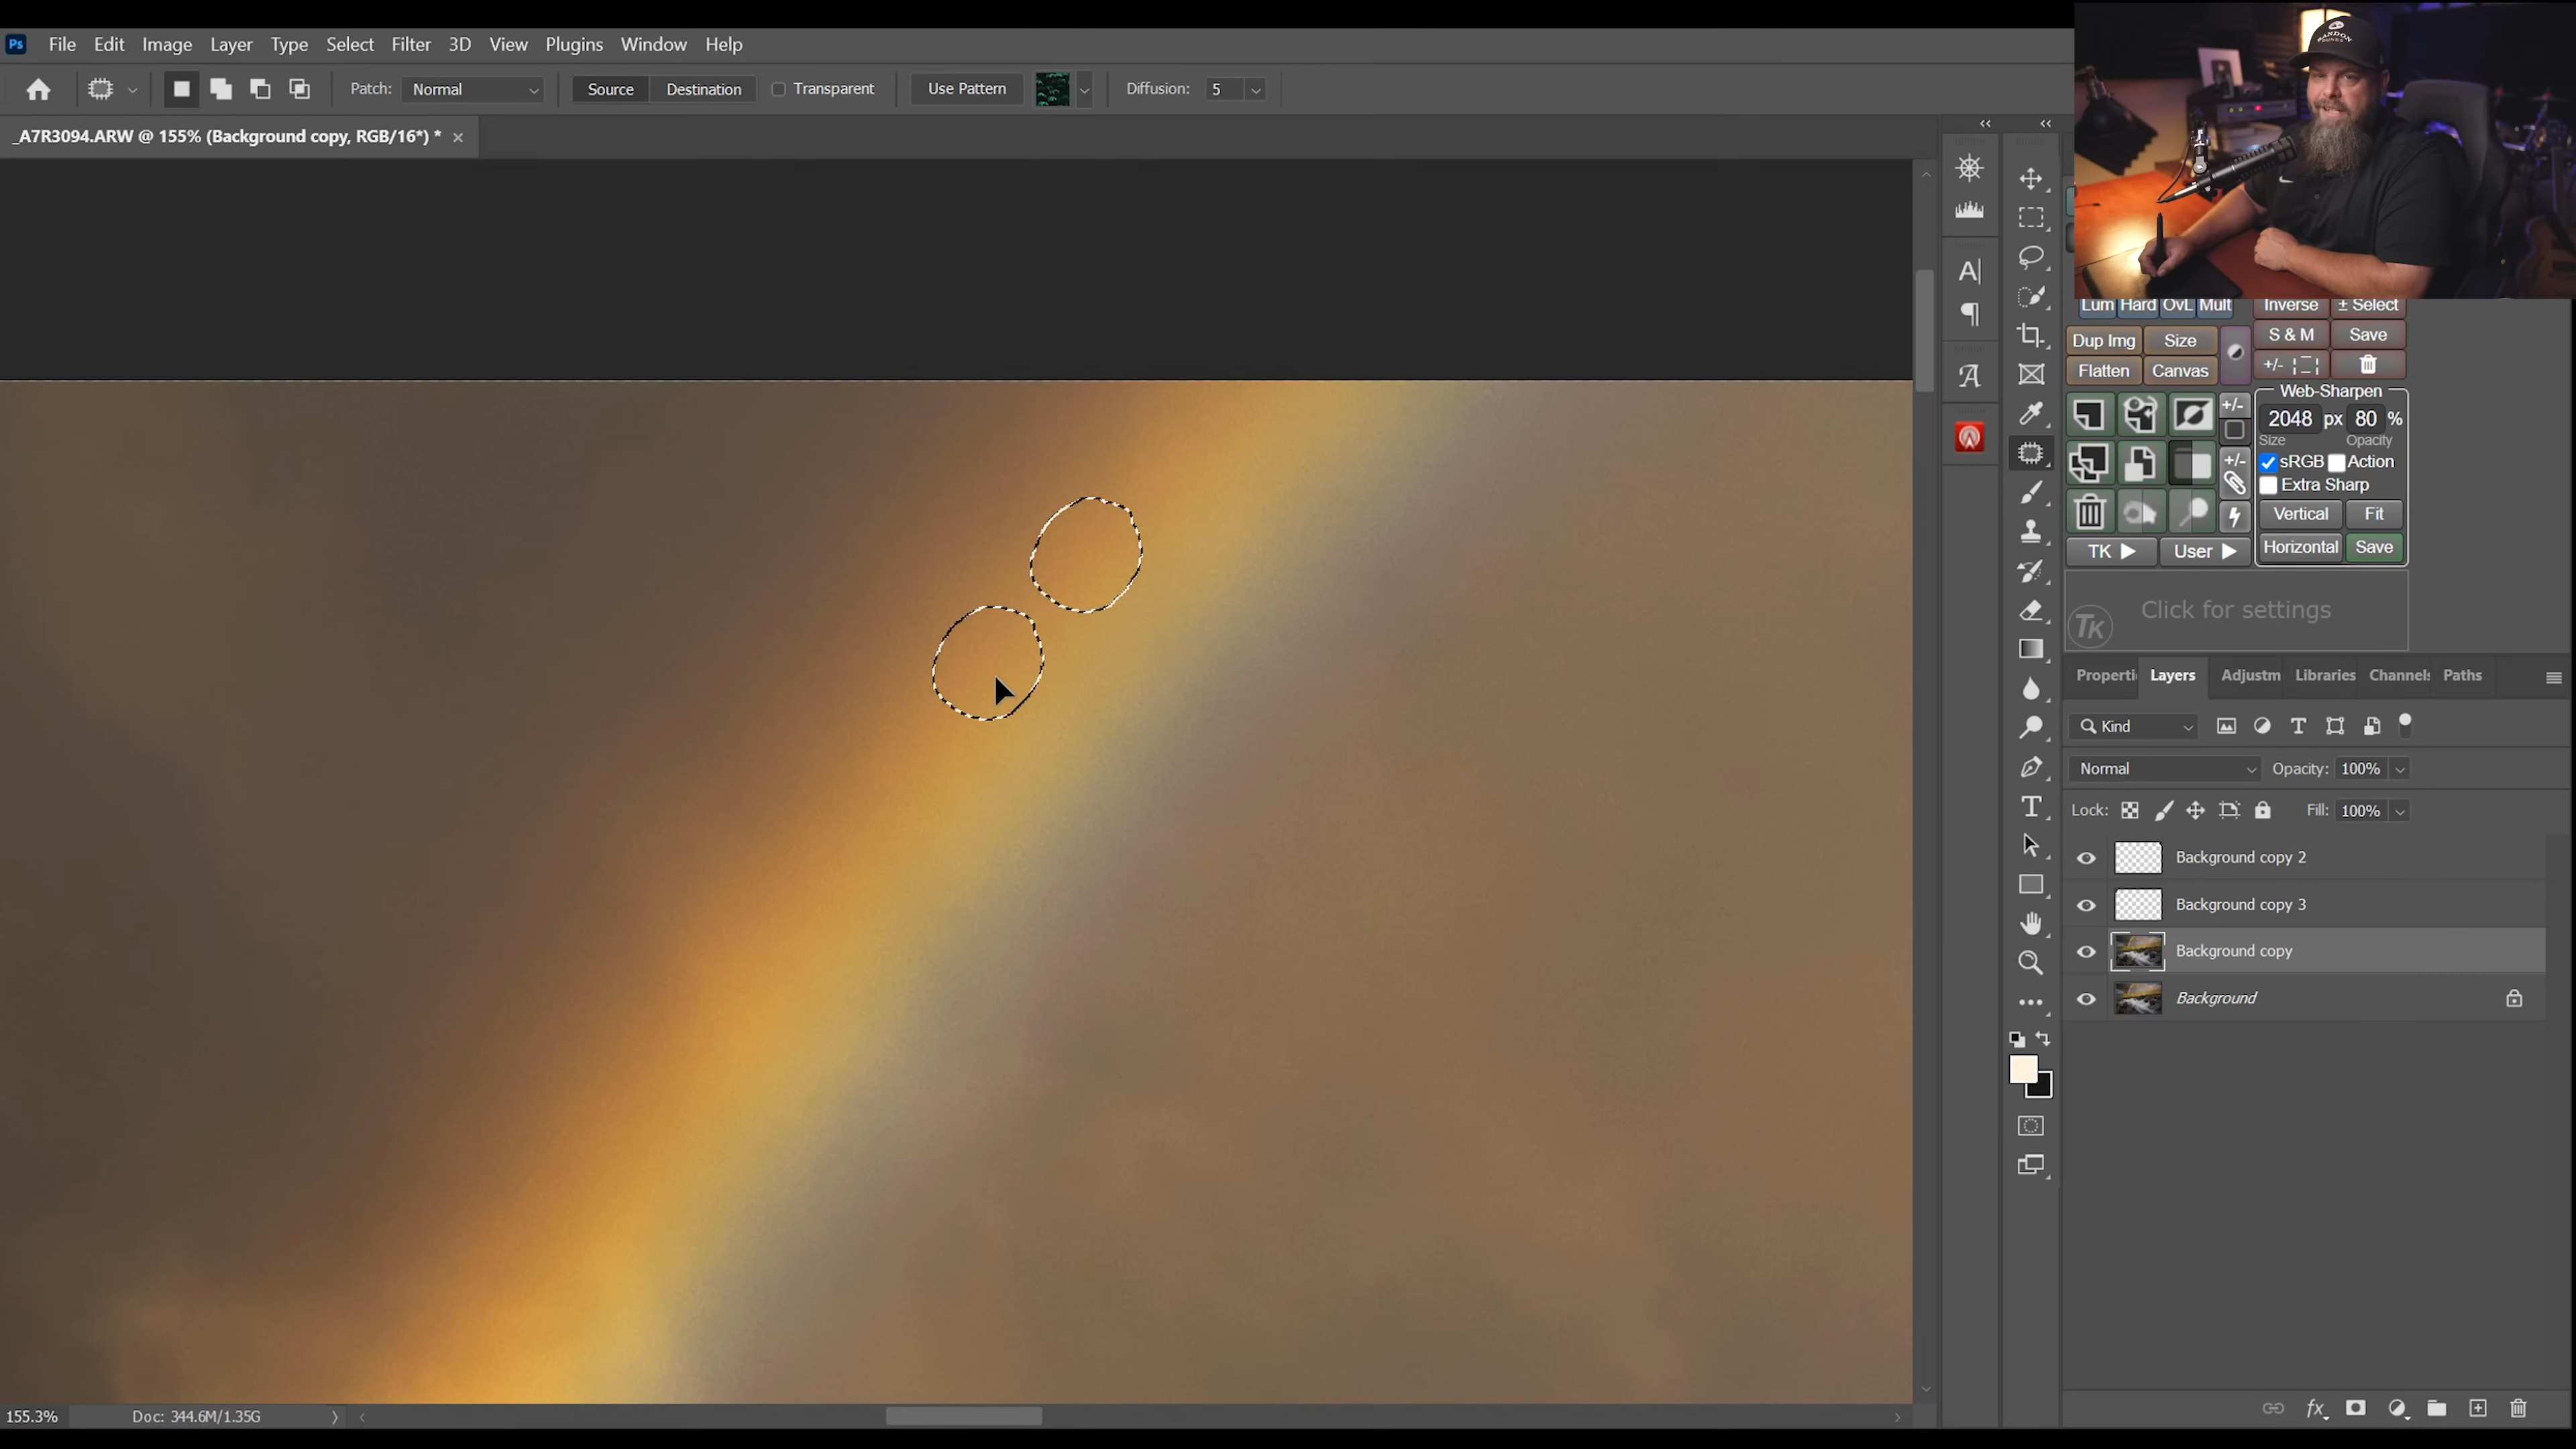 Ps File Edit Image Layer Type Select Filter 3D View Plugins Window Help
Patch: Normal Source Destination Transparent Use Pattern Diffusion: 5
_A7R3094.ARW @ 155% (Background copy, RGB/16*) *
Lum Hard OvL Mult Inverse ± Select
Dup Img Size S & M Save
Flatten Canvas +/-
Web-Sharpen
+/- 2048 px 80 %
Size Opacity
+/- sRGB Action
Extra Sharp
Vertical Fit
TK User Horizontal Save
TK Click for settings
Properti Layers Adjustm Libraries Channel Paths
Kind
Normal Opacity: 100%
Lock: Fill: 100%
Background copy 2
Background copy 3
Background copy
Background
155.3% Doc: 344.6M/1.35G
fx